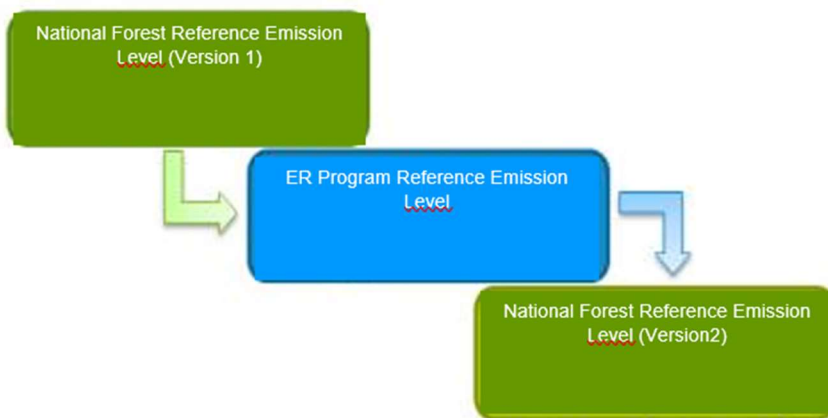 National Forest Reference Emission
Level (Version 1)
ER Program Reference Emission
Level
National Forest Reference Emission
Level (Version2)